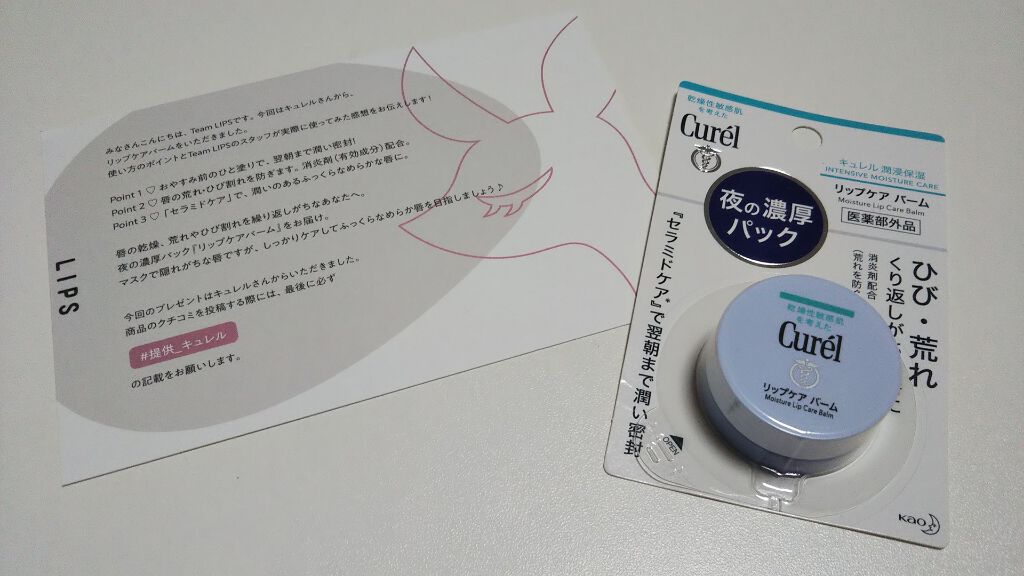 みなさんこんにちは、Team LIPSです。今回はキュレルさんから、
リップケアバームをいただきました。
使い方のポイントとTeam LIPSのスタッフが実際に使ってみた感想をお伝えします！
Point 1 ♡ おやすみ前のひと塗りで、翌朝まで潤い密封!
Point 2 ♡ 唇の荒れ・ひび割れを防ぎます。消炎剤（有効成分）配合。
Point 3 ♡ 「セラミドケア」で、潤いのあるふっくらなめらかな唇に。
唇の乾燥、荒れやひび割れを繰り返しがちなあなたへ。
夜の濃厚パック『リップケアバーム』をお届け。
マスクで隠れがちな唇ですが、しっかりケアしてふっくらなめらか唇を目指しましょう♪
今回のプレゼントはキュレルさんからいただきました。
商品のクチコミを投稿する際には、最後に必ず
#提供_キュレル
の記載をお願いします。
LIPS
乾燥性敏感肌
を考えた
Curél
キュレル 潤浸保湿
INTENSIVE MOISTURE CARE
リップケア バーム
Moisture Lip Care Balm
医薬部外品
夜の濃厚
パック
ひび・荒れ
くり返しが
に
消炎剤配合
(荒れを防ぐ
『セラミドケア*』で翌朝まで潤い密封
乾燥性敏感肌
を考えた
Curél
リップケア バーム
Moisture Lip Care Balm
OPEN
Kao